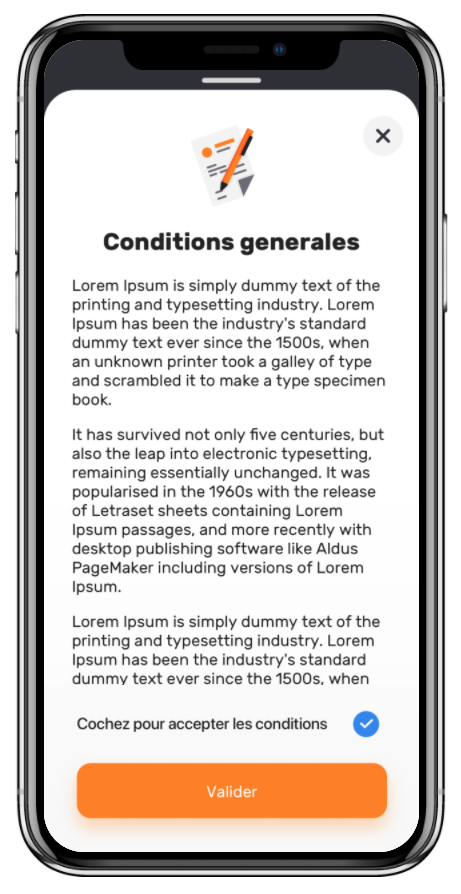 Conditions generales
Lorem Ipsum is simply dummy text of the
printing and typesetting industry. Lorem
Ipsum has been the industry's standard
dummy text ever since the 1500s, when
an unknown printer took a galley of type
and scrambled it to make a type specimen
book.
It has survived not only five centuries, but
also the leap into electronic typesetting,
remaining essentially unchanged. It was
popularised in the 1960s with the release
of Letraset sheets containing Lorem
Ipsum passages, and more recently with
desktop publishing software like Aldus
PageMaker including versions of Lorem
Ipsum.
Lorem Ipsum is simply dummy text of the
printing and typesetting industry. Lorem
Ipsum has been the industry's standard
dummy text ever since the 1500s, when
Cochez pour accepter les conditions
Valider